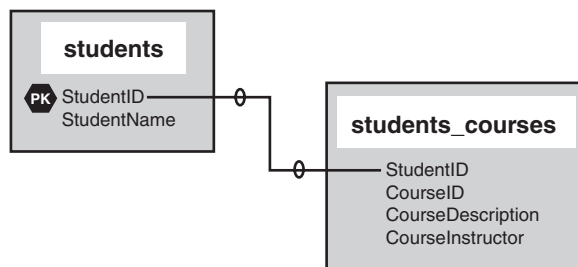 students
PK StudentID
StudentName
students_courses
StudentID
CourseID
CourseDescription
CourseInstructor